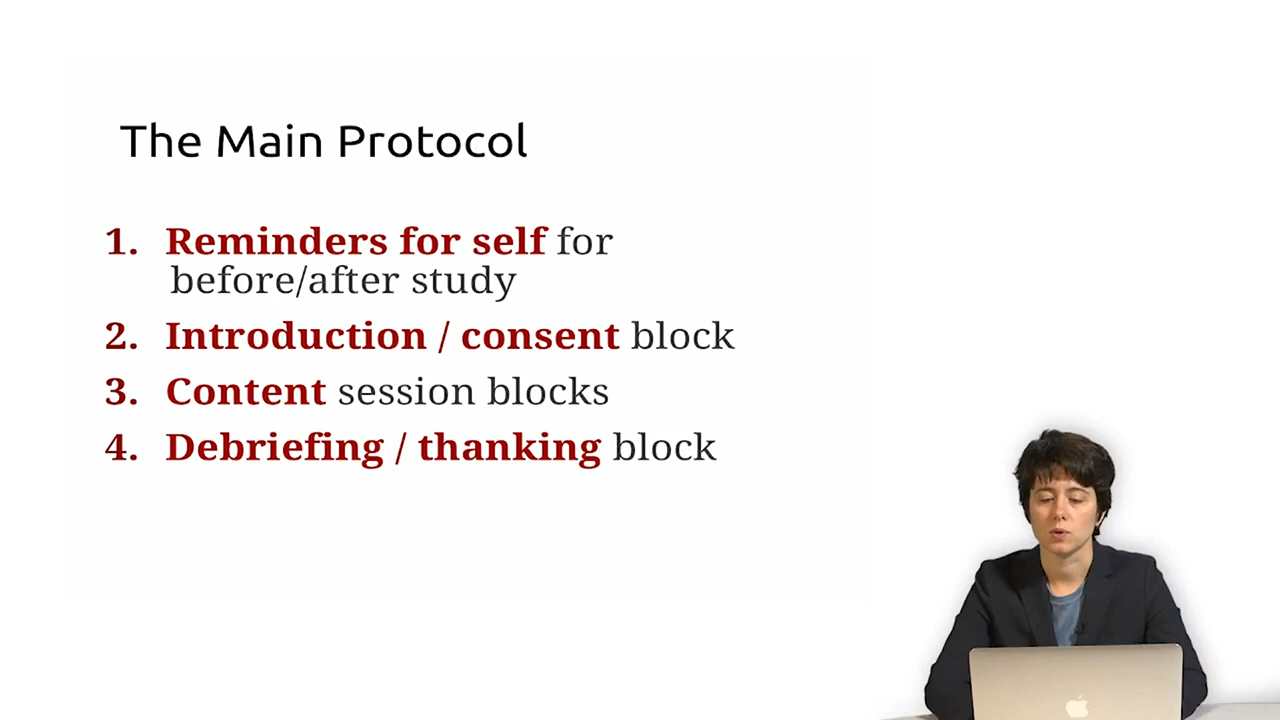 The Main Protocol
1. Reminders for self for
before/after study
2. Introduction / consent block
3. Content session blocks
4. Debriefing / thanking block